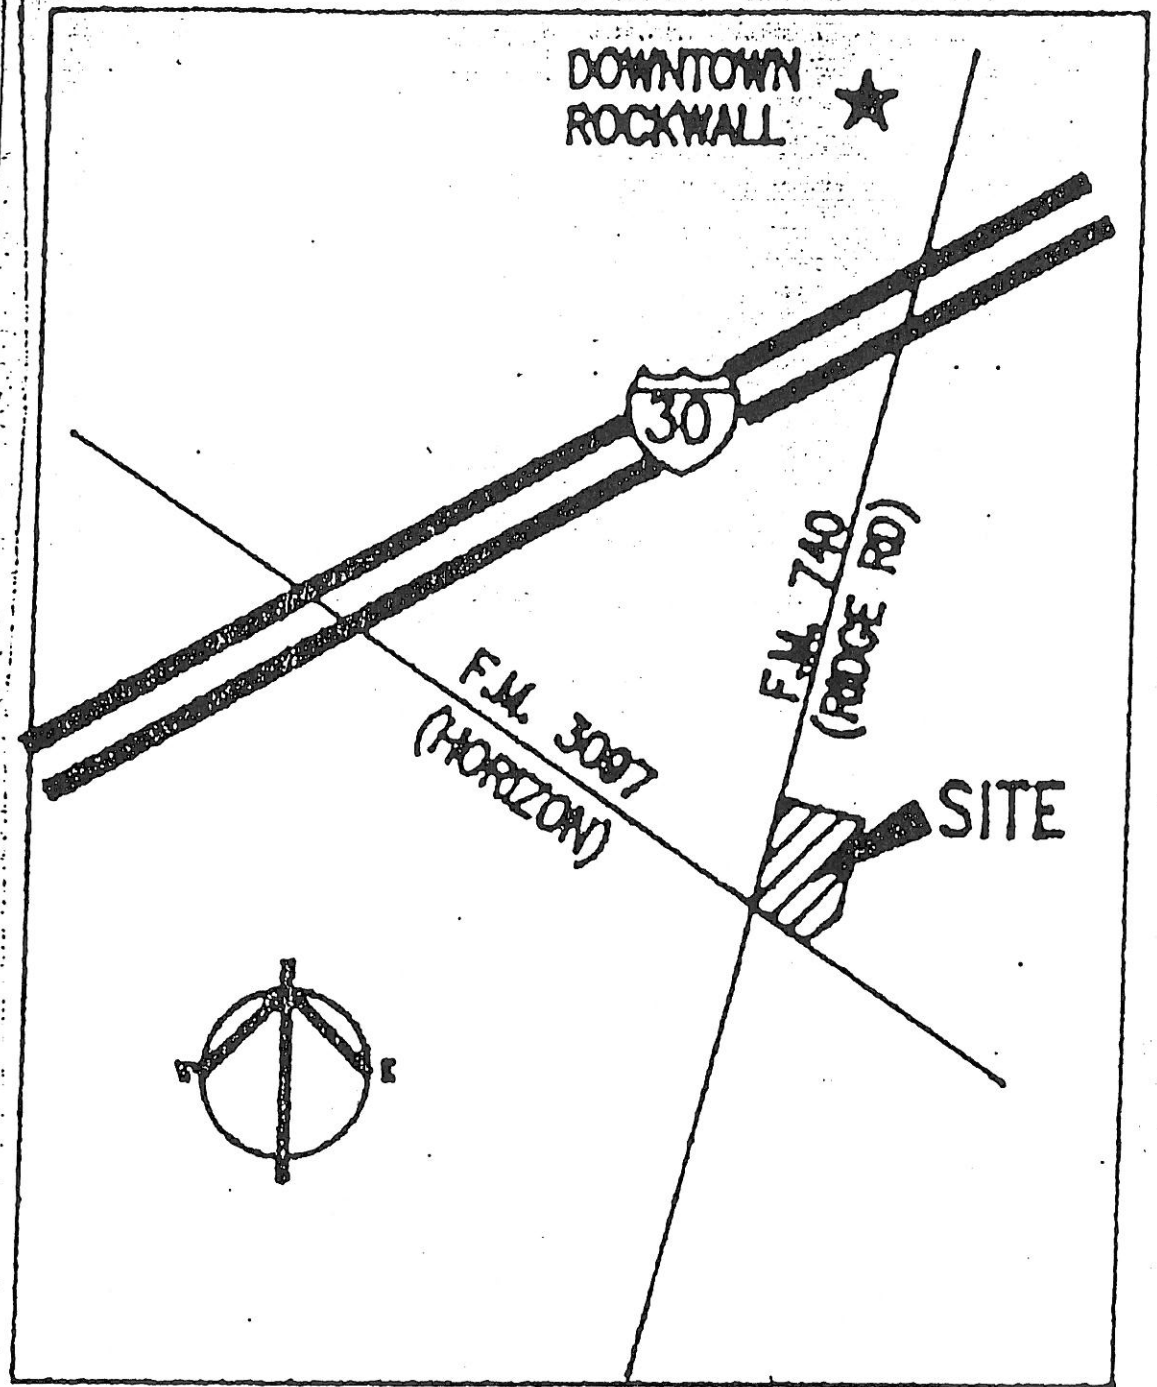 DOWNTOWN
ROCKWALL
30
F.M. 740
(RIDGE RD)
F.M. 3097
(HORIZON)
SITE
E